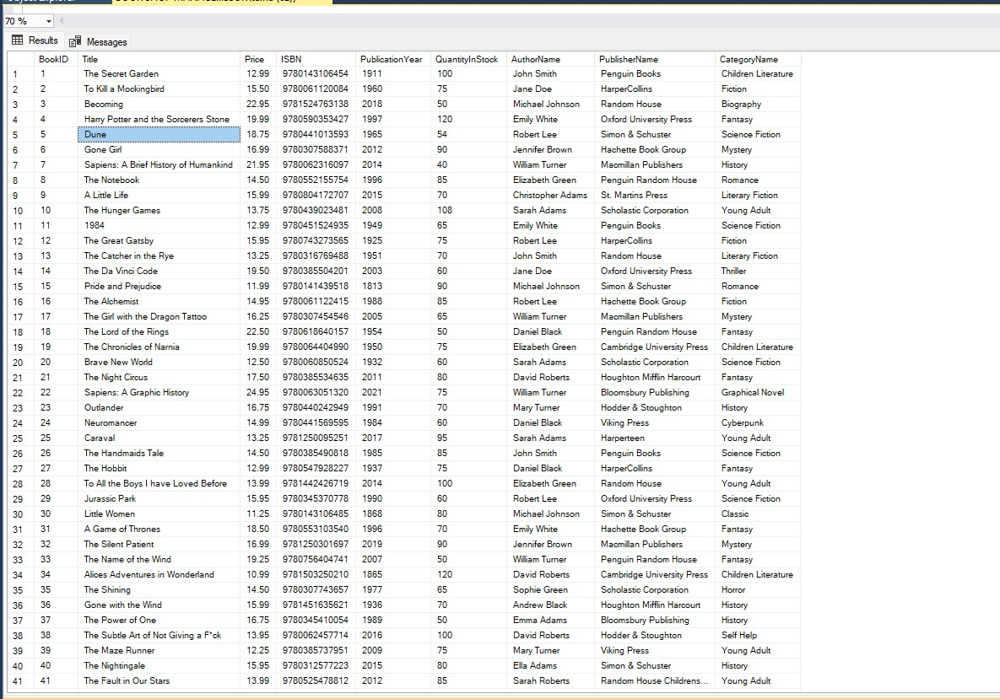 70 %
Results Messages
BookID Title Price ISBN PublicationYear QuantityInStock AuthorName PublisherName CategoryName
1 1 The Secret Garden 12.99 9780143106454 1911 100 John Smith Penguin Books Children Literature
2 2 To Kill a Mockingbird 15.50 9780061120084 1960 75 Jane Doe HarperCollins Fiction
3 3 Becoming 22.95 9781524763138 2018 50 Michael Johnson Random House Biography
4 4 Harry Potter and the Sorcerers Stone 19.99 9780590353427 1997 120 Emily White Oxford University Press Fantasy
5 5 Dune 18.75 9780441013593 1965 54 Robert Lee Simon & Schuster Science Fiction
6 6 Gone Girl 16.99 9780307588371 2012 90 Jennifer Brown Hachette Book Group Mystery
7 7 Sapiens: A Brief History of Humankind 21.95 9780062316097 2014 40 William Turner Macmillan Publishers History
8 8 The Notebook 14.50 9780552155754 1996 85 Elizabeth Green Penguin Random House Romance
9 9 A Little Life 15.99 9780804172707 2015 70 Christopher Adams St. Martins Press Literary Fiction
10 10 The Hunger Games 13.75 9780439023481 2008 108 Sarah Adams Scholastic Corporation Young Adult
11 11 1984 12.99 9780451524935 1949 65 Emily White Penguin Books Science Fiction
12 12 The Great Gatsby 15.95 9780743273565 1925 75 Robert Lee HarperCollins Fiction
13 13 The Catcher in the Rye 13.25 9780316769488 1951 70 John Smith Random House Literary Fiction
14 14 The Da Vinci Code 19.50 9780385504201 2003 60 Jane Doe Oxford University Press Thriller
15 15 Pride and Prejudice 11.99 9780141439518 1813 90 Michael Johnson Simon & Schuster Romance
16 16 The Alchemist 14.95 9780061122415 1988 85 Robert Lee Hachette Book Group Fiction
17 17 The Girl with the Dragon Tattoo 16.25 9780307454546 2005 65 William Turner Macmillan Publishers Mystery
18 18 The Lord of the Rings 22.50 9780618640157 1954 50 Daniel Black Penguin Random House Fantasy
19 19 The Chronicles of Narnia 19.99 9780064404990 1950 75 Elizabeth Green Cambridge University Press Children Literature
20 20 Brave New World 12.50 9780060850524 1932 60 Sarah Adams Scholastic Corporation Science Fiction
21 21 The Night Circus 17.50 9780385534635 2011 80 David Roberts Houghton Mifflin Harcourt Fantasy
22 22 Sapiens: A Graphic History 24.95 9780063051320 2021 75 William Turner Bloomsbury Publishing Graphical Novel
23 23 Outlander 16.75 9780440242949 1991 70 Mary Turner Hodder & Stoughton History
24 24 Neuromancer 14.99 9780441569595 1984 60 Daniel Black Viking Press Cyberpunk
25 25 Caraval 13.25 9781250095251 2017 95 Sarah Adams Harperteen Young Adult
26 26 The Handmaids Tale 14.50 9780385490818 1985 85 John Smith Penguin Books Science Fiction
27 27 The Hobbit 12.99 9780547928227 1937 75 Daniel Black HarperCollins Fantasy
28 28 To All the Boys I have Loved Before 13.99 9781442426719 2014 100 Elizabeth Green Random House Young Adult
29 29 Jurassic Park 15.95 9780345370778 1990 60 Robert Lee Oxford University Press Science Fiction
30 30 Little Women 11.25 9780143106485 1868 80 Michael Johnson Simon & Schuster Classic
31 31 A Game of Thrones 18.50 9780553103540 1996 70 Emily White Hachette Book Group Fantasy
32 32 The Silent Patient 16.99 9781250301697 2019 90 Jennifer Brown Macmillan Publishers Mystery
33 33 The Name of the Wind 19.25 9780756404741 2007 50 William Turner Penguin Random House Fantasy
34 34 Alices Adventures in Wonderland 10.99 9781503250210 1865 120 David Roberts Cambridge University Press Children Literature
35 35 The Shining 14.50 9780307743657 1977 65 Sophie Green Scholastic Corporation Horror
36 36 Gone with the Wind 15.99 9781451635621 1936 70 Andrew Black Houghton Mifflin Harcourt History
37 37 The Power of One 16.75 9780345410054 1989 50 Emma Adams Bloomsbury Publishing History
38 38 The Subtle Art of Not Giving a F*ck 13.95 9780062457714 2016 100 David Roberts Hodder & Stoughton Self Help
39 39 The Maze Runner 12.25 9780385737951 2009 75 Mary Turner Viking Press Young Adult
40 40 The Nightingale 15.95 9780312577223 2015 80 Ella Adams Simon & Schuster History
41 41 The Fault in Our Stars 13.99 9780525478812 2012 85 Sarah Roberts Random House Childrens... Young Adult